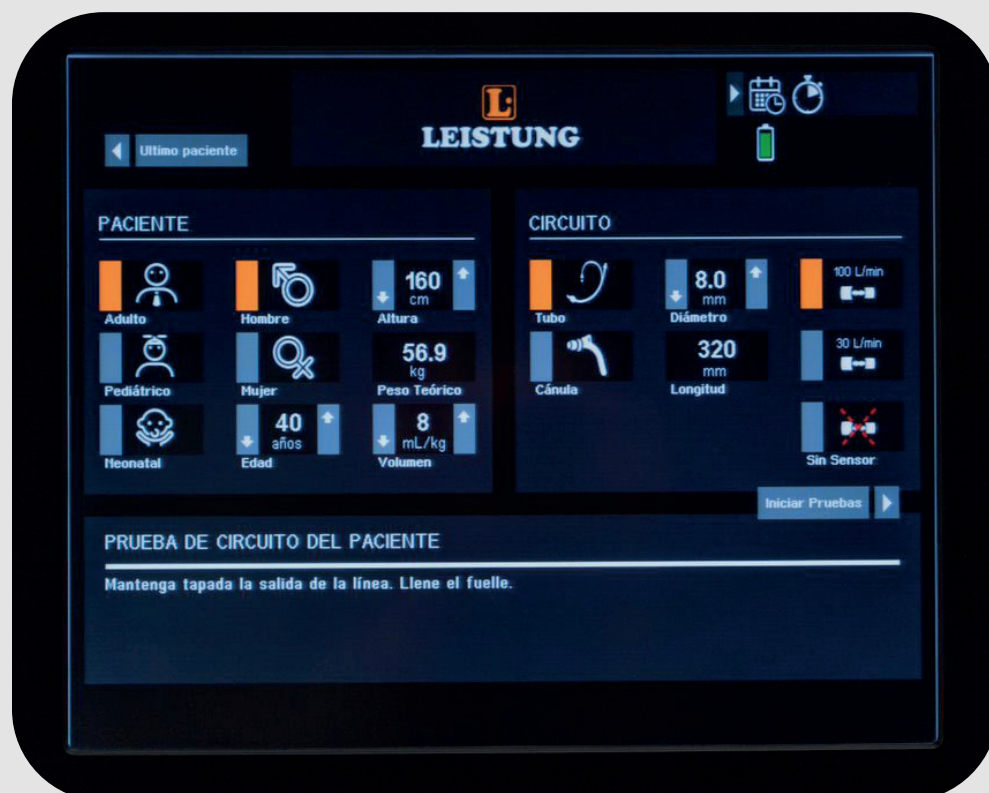 L:
LEISTUNG
Ultimo paciente
PACIENTE
Adulto
Hombre
160
cm
Altura
Pediátrico
Mujer
56.9
kg
Peso Teórico
Neonatal
40
años
Edad
8
mL/kg
Volumen
CIRCUITO
Tubo
8.0
mm
Diámetro
100 L/min
Cánula
320
mm
Longitud
30 L/min
Sin Sensor
Iniciar Pruebas
PRUEBA DE CIRCUITO DEL PACIENTE
Mantenga tapada la salida de la línea. Llene el fuelle.